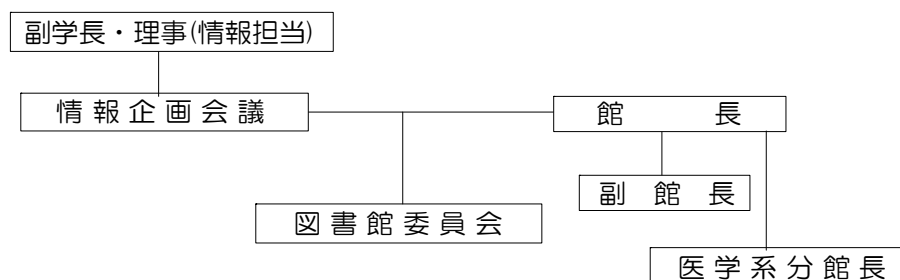 副学長・理事(情報担当)
情報企画会議
館長
副館長
図書館委員会
医学系分館長